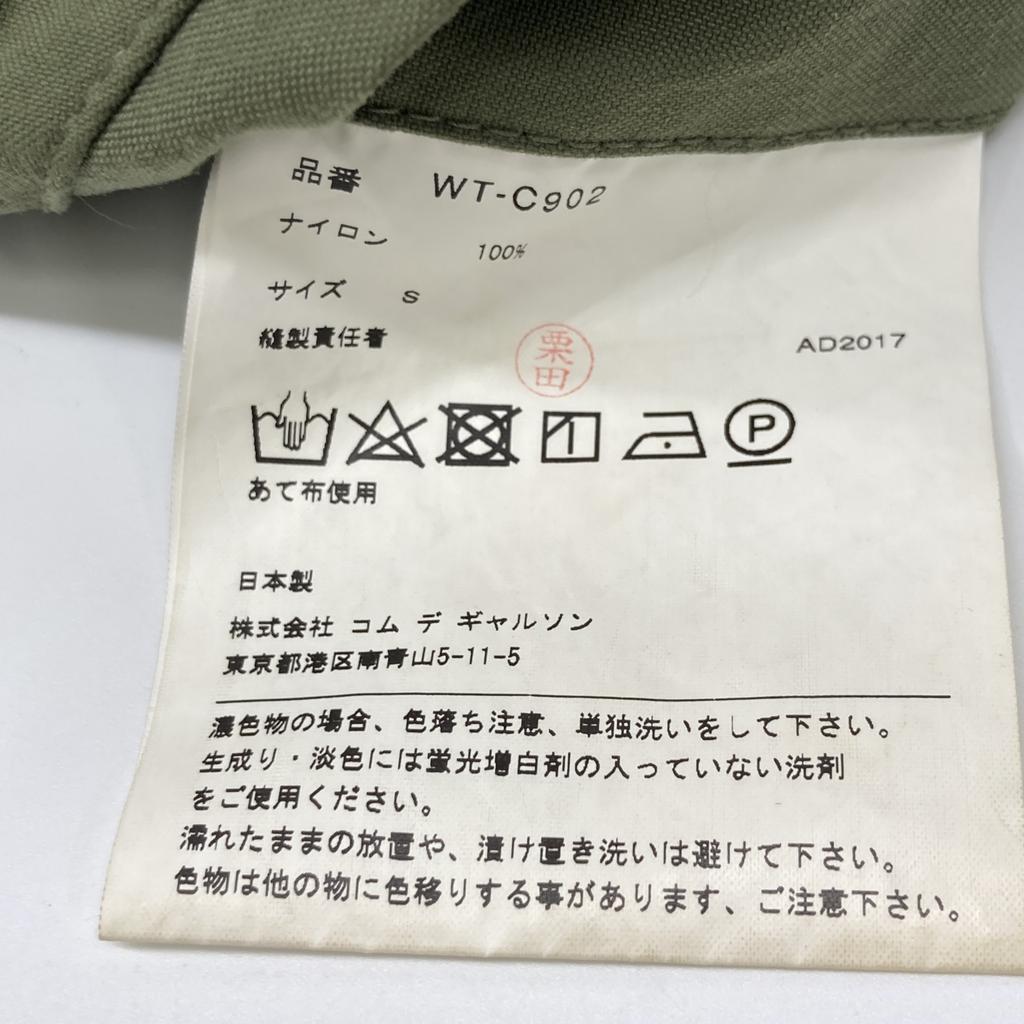 品番 WT-C902
ナイロン 100%
サイズ S
縫製責任者 栗田 AD2017
P
あて布使用
日本製
株式会社 コム デ ギャルソン
東京都港区南青山5-11-5
濃色物の場合、色落ち注意、単独洗いをして下さい。
生成り・淡色には蛍光増白剤の入っていない洗剤
をご使用ください。
濡れたままの放置や、漬け置き洗いは避けて下さい。
色物は他の物に色移りする事があります、ご注意下さい。